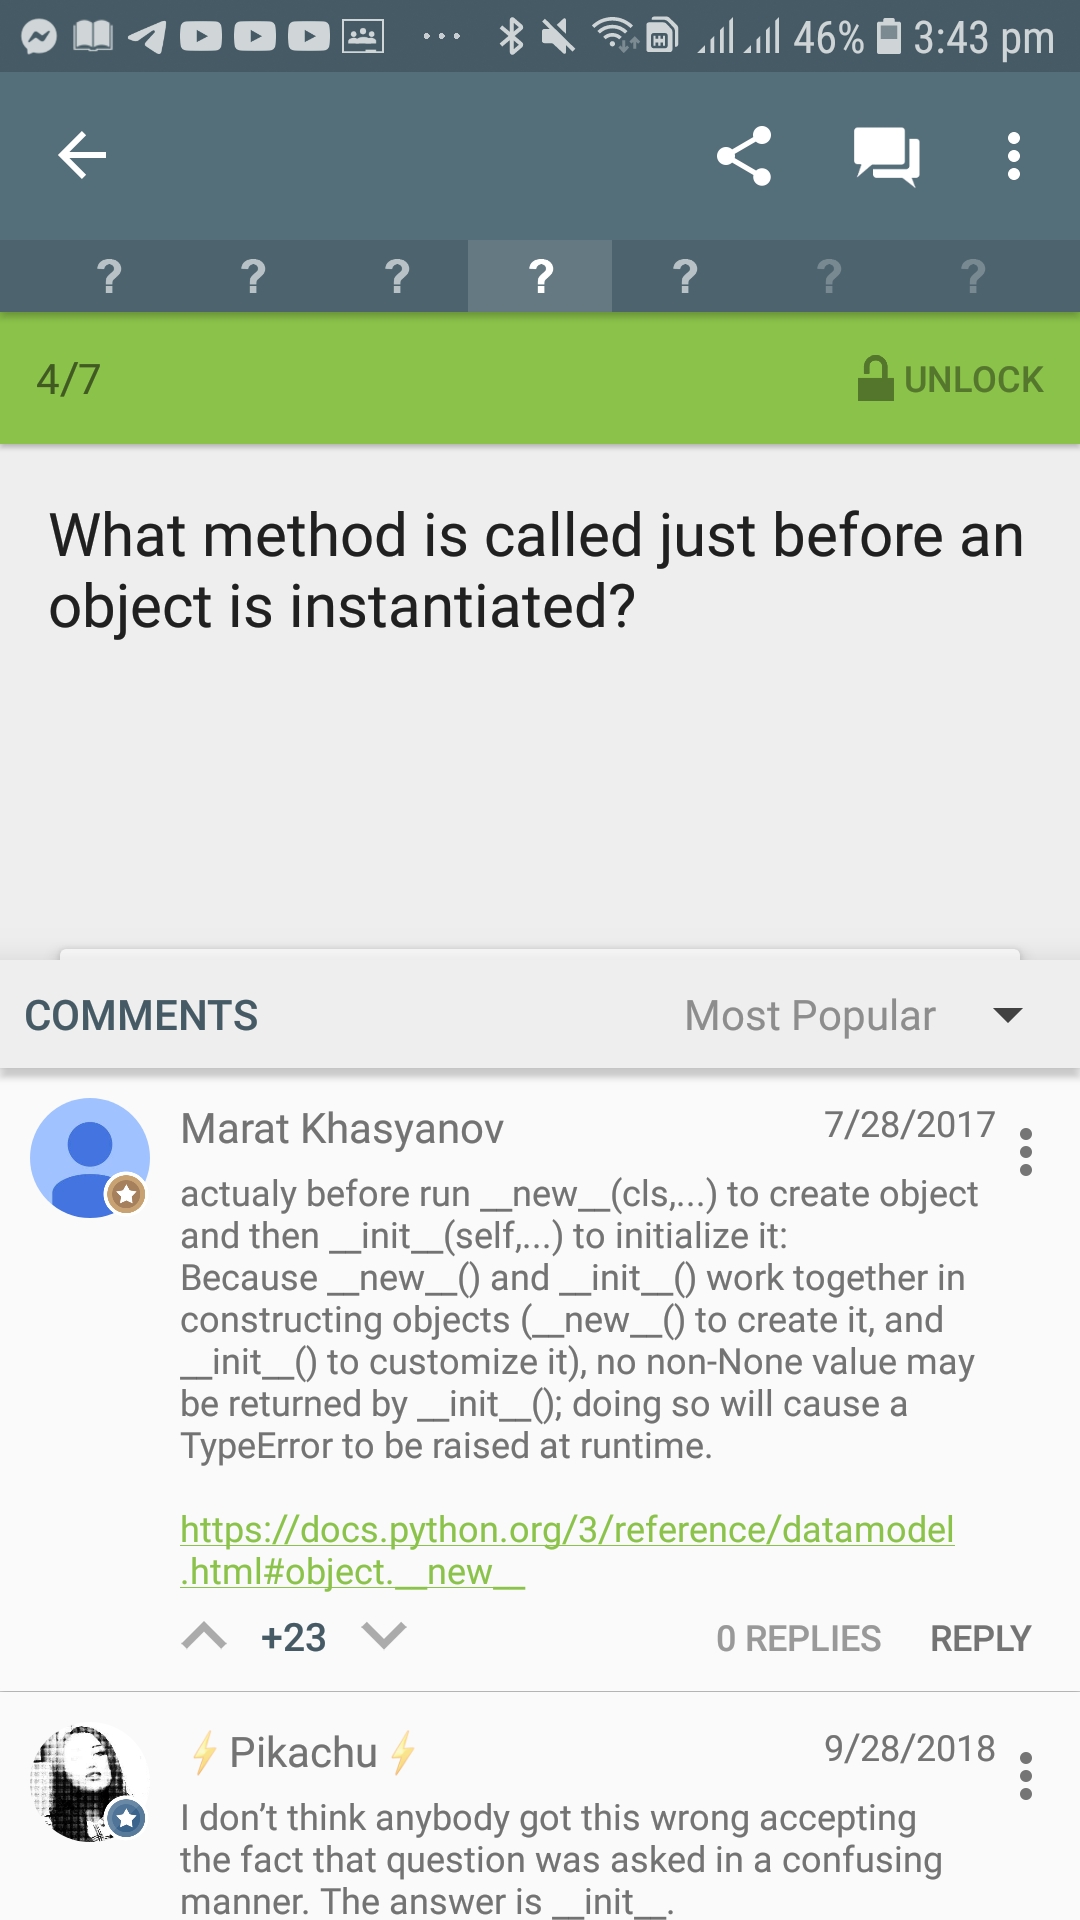 46% 3:43 pm
? ? ? ? ? ? ?
4/7 UNLOCK
What method is called just before an
object is instantiated?
COMMENTS Most Popular
Marat Khasyanov 7/28/2017
actualy before run __new__(cls,...) to create object
and then __init__(self,...) to initialize it:
Because __new__() and __init__() work together in
constructing objects (__new__() to create it, and
__init__() to customize it), no non-None value may
be returned by __init__(); doing so will cause a
TypeError to be raised at runtime.
https://docs.python.org/3/reference/datamodel
.html#object.__new__
+23 0 REPLIES REPLY
⚡Pikachu⚡ 9/28/2018
I don’t think anybody got this wrong accepting
the fact that question was asked in a confusing
manner. The answer is __init__.